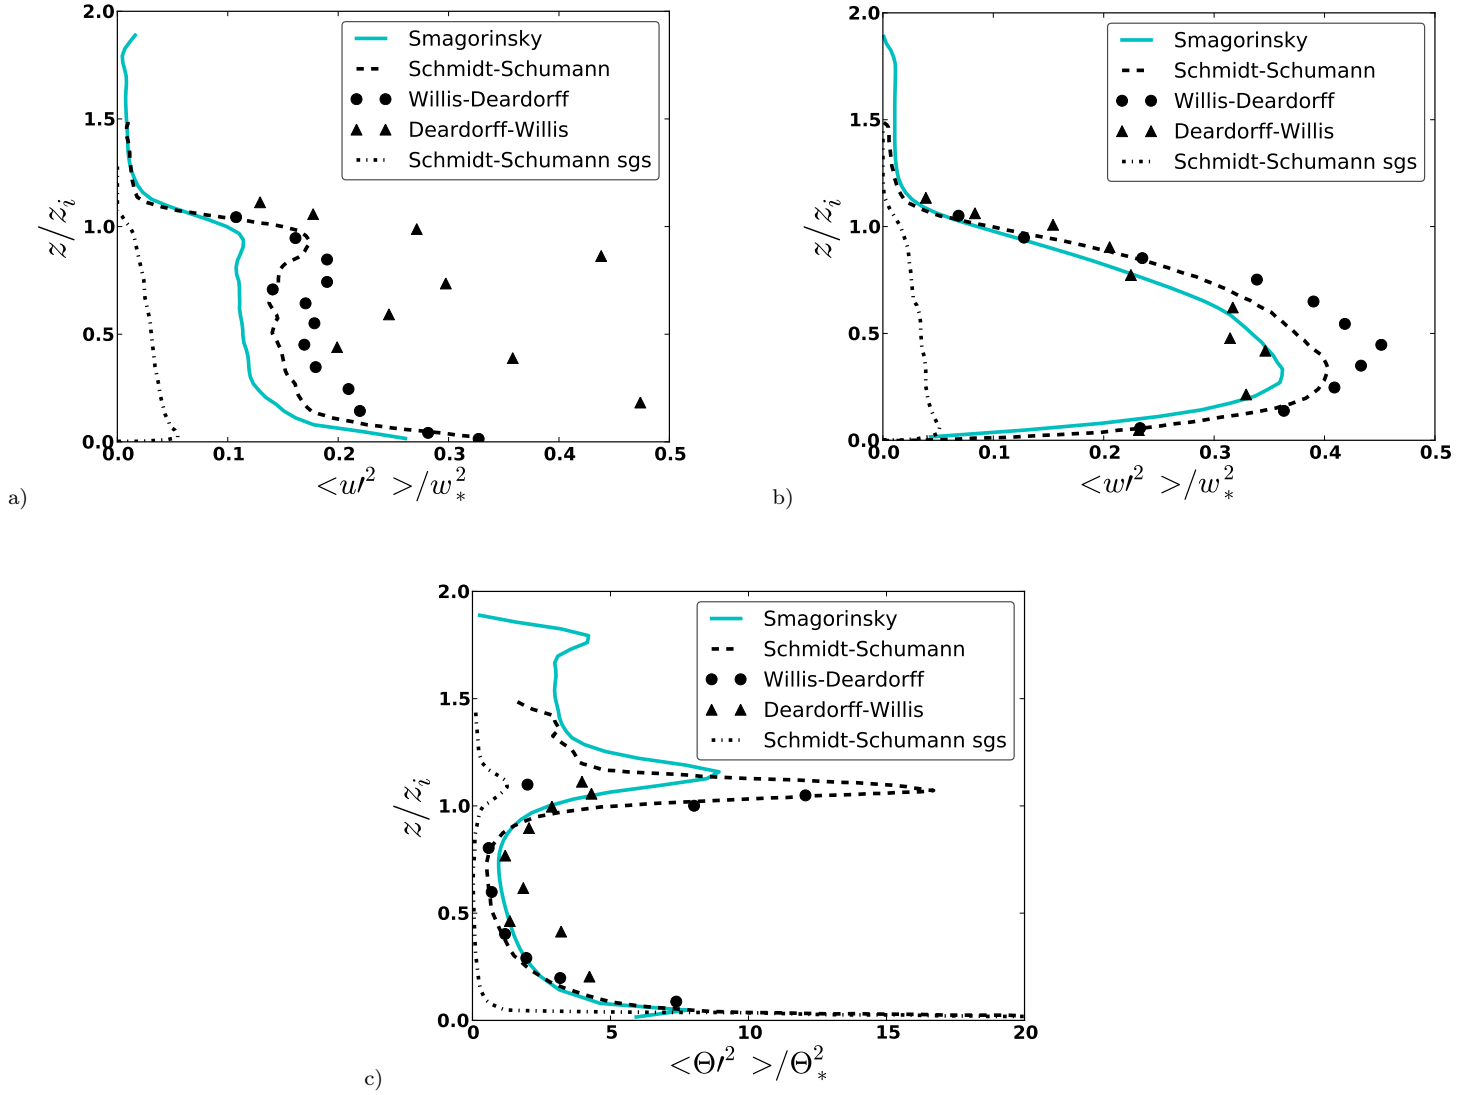 2.0
1.5
1.0
0.5
0.0
0.0 0.1 0.2 0.3 0.4 0.5
z/z_i
<u′² >/w_*²
Smagorinsky
Schmidt-Schumann
Willis-Deardorff
Deardorff-Willis
Schmidt-Schumann sgs
a)
2.0
1.5
1.0
0.5
0.0
0.0 0.1 0.2 0.3 0.4 0.5
z/z_i
<w′² >/w_*²
Smagorinsky
Schmidt-Schumann
Willis-Deardorff
Deardorff-Willis
Schmidt-Schumann sgs
b)
2.0
1.5
1.0
0.5
0.0
0 5 10 15 20
z/z_i
<Θ′² >/Θ_*²
Smagorinsky
Schmidt-Schumann
Willis-Deardorff
Deardorff-Willis
Schmidt-Schumann sgs
c)